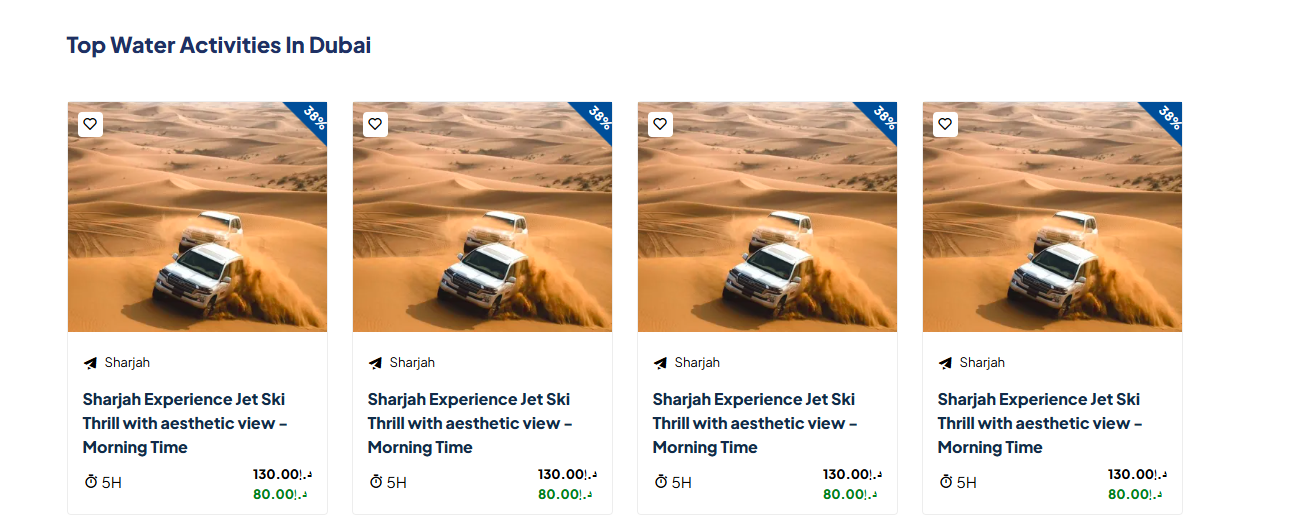 Top Water Activities In Dubai
38%
38%
38%
38%
Sharjah
Sharjah
Sharjah
Sharjah
Sharjah Experience Jet Ski
Thrill with aesthetic view –
Morning Time
Sharjah Experience Jet Ski
Thrill with aesthetic view –
Morning Time
Sharjah Experience Jet Ski
Thrill with aesthetic view –
Morning Time
Sharjah Experience Jet Ski
Thrill with aesthetic view –
Morning Time
5H
130.00د.إ
80.00د.إ
5H
130.00د.إ
80.00د.إ
5H
130.00د.إ
80.00د.إ
5H
130.00د.إ
80.00د.إ